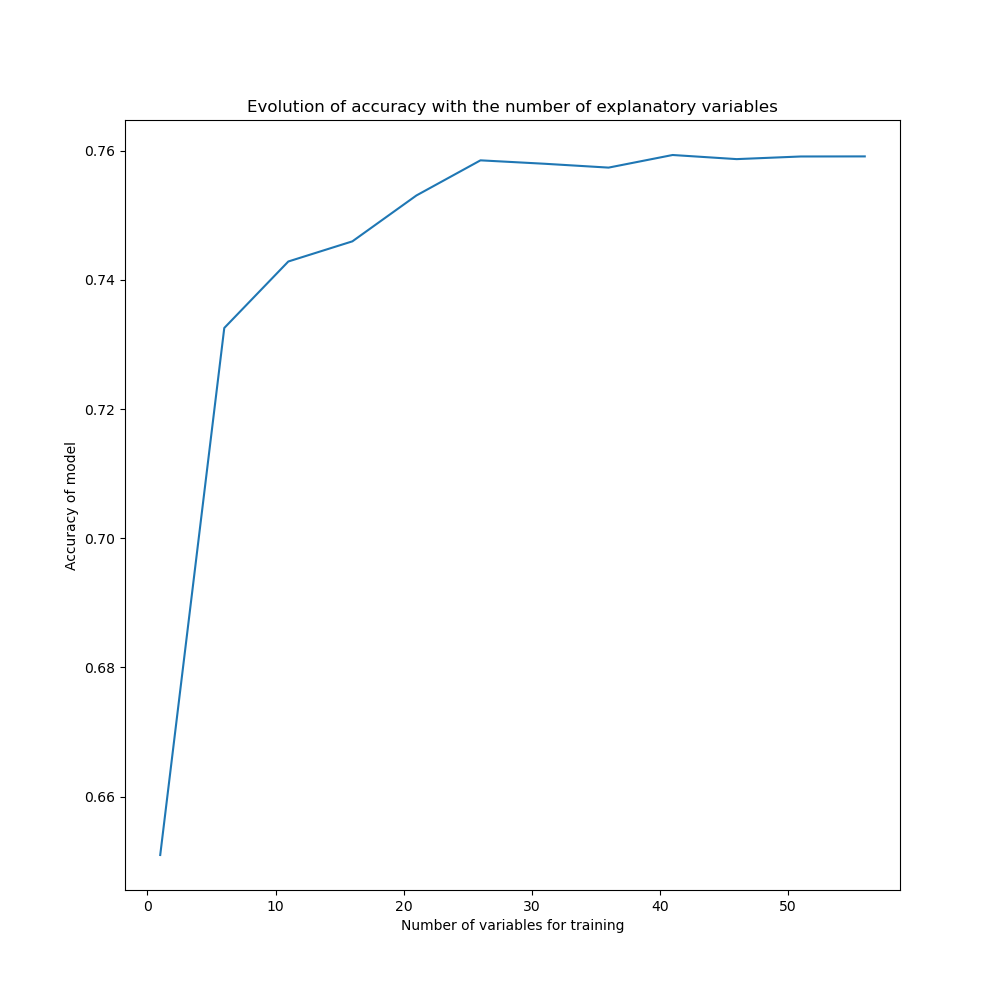 Evolution of accuracy with the number of explanatory variables
0.76
0.74
0.72
0.70
0.68
0.66
Accuracy of model
0 10 20 30 40 50
Number of variables for training